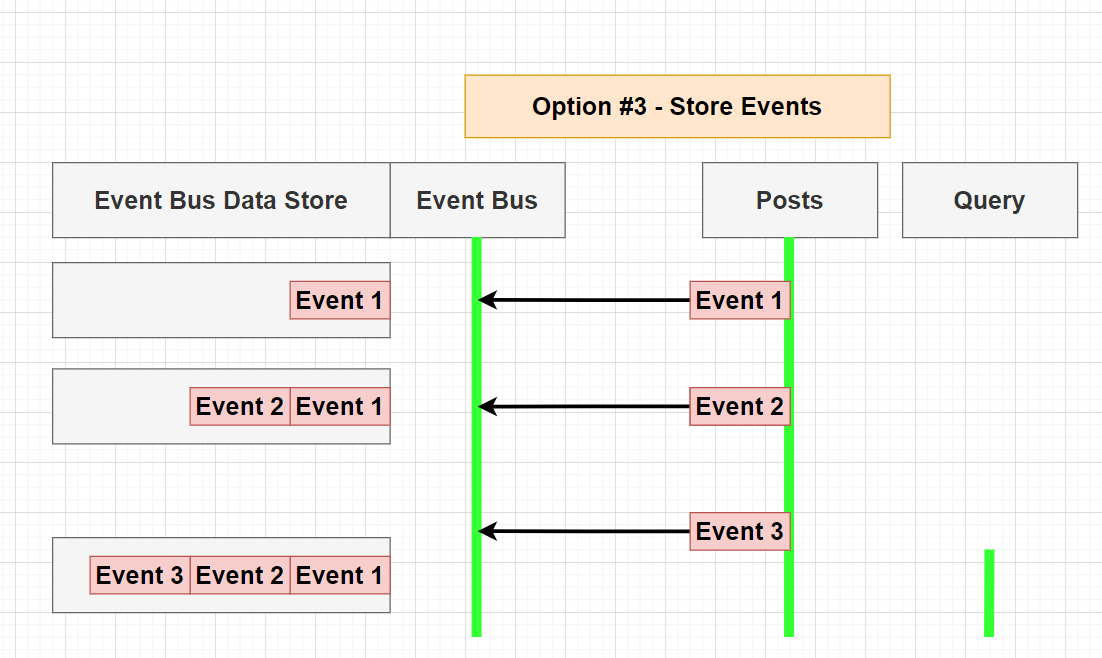 Option #3 - Store Events
Event Bus Data Store
Event Bus
Posts
Query
Event 1
Event 1
Event 2
Event 1
Event 2
Event 3
Event 3
Event 2
Event 1